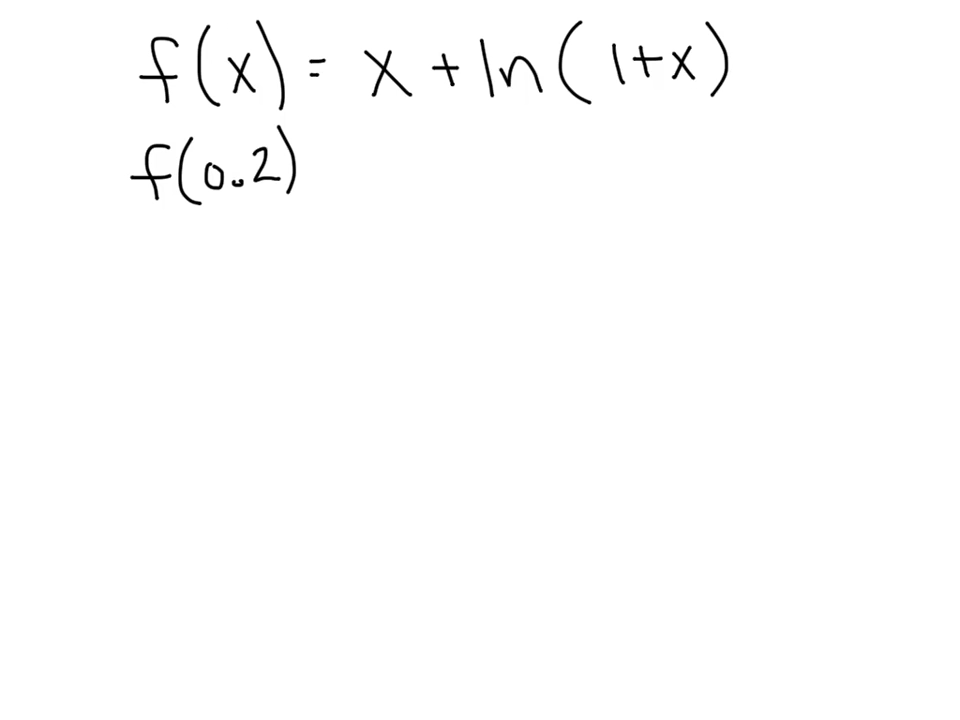 f(x) = x + ln(1+x)
f(0.2)